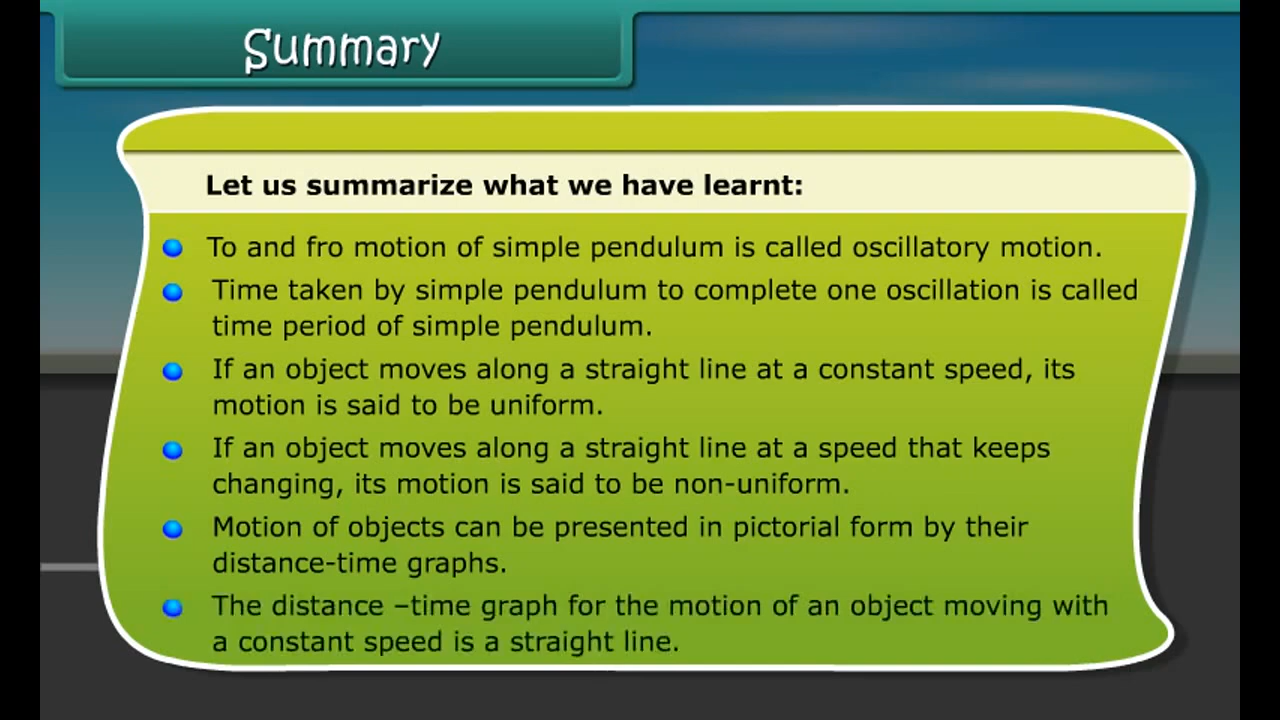 Summary
Let us summarize what we have learnt:
To and fro motion of simple pendulum is called oscillatory motion.
Time taken by simple pendulum to complete one oscillation is called
time period of simple pendulum.
If an object moves along a straight line at a constant speed, its
motion is said to be uniform.
If an object moves along a straight line at a speed that keeps
changing, its motion is said to be non-uniform.
Motion of objects can be presented in pictorial form by their
distance-time graphs.
The distance –time graph for the motion of an object moving with
a constant speed is a straight line.